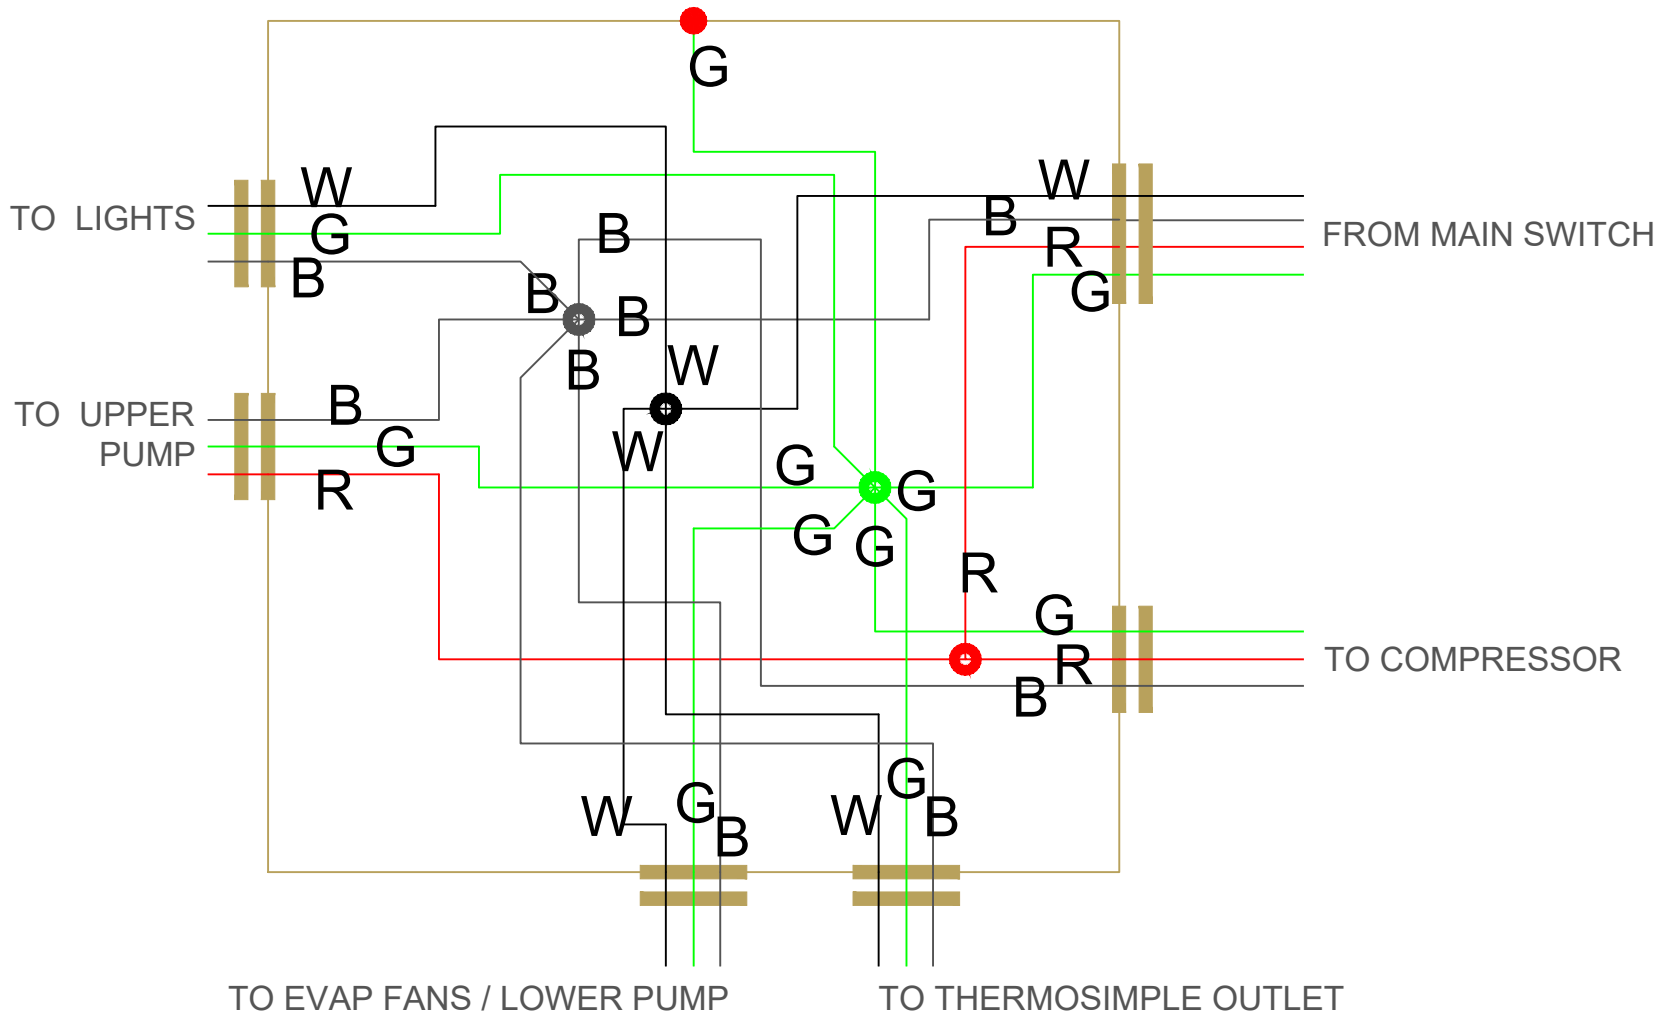 G
W
W
TO LIGHTS
G
B
B
FROM MAIN SWITCH
R
B
G
B
B
W
B
B
TO UPPER
PUMP
G
W
G
R
G
G
G
R
G
TO COMPRESSOR
R
B
G
G
W
W
B
B
TO EVAP FANS / LOWER PUMP
TO THERMOSIMPLE OUTLET